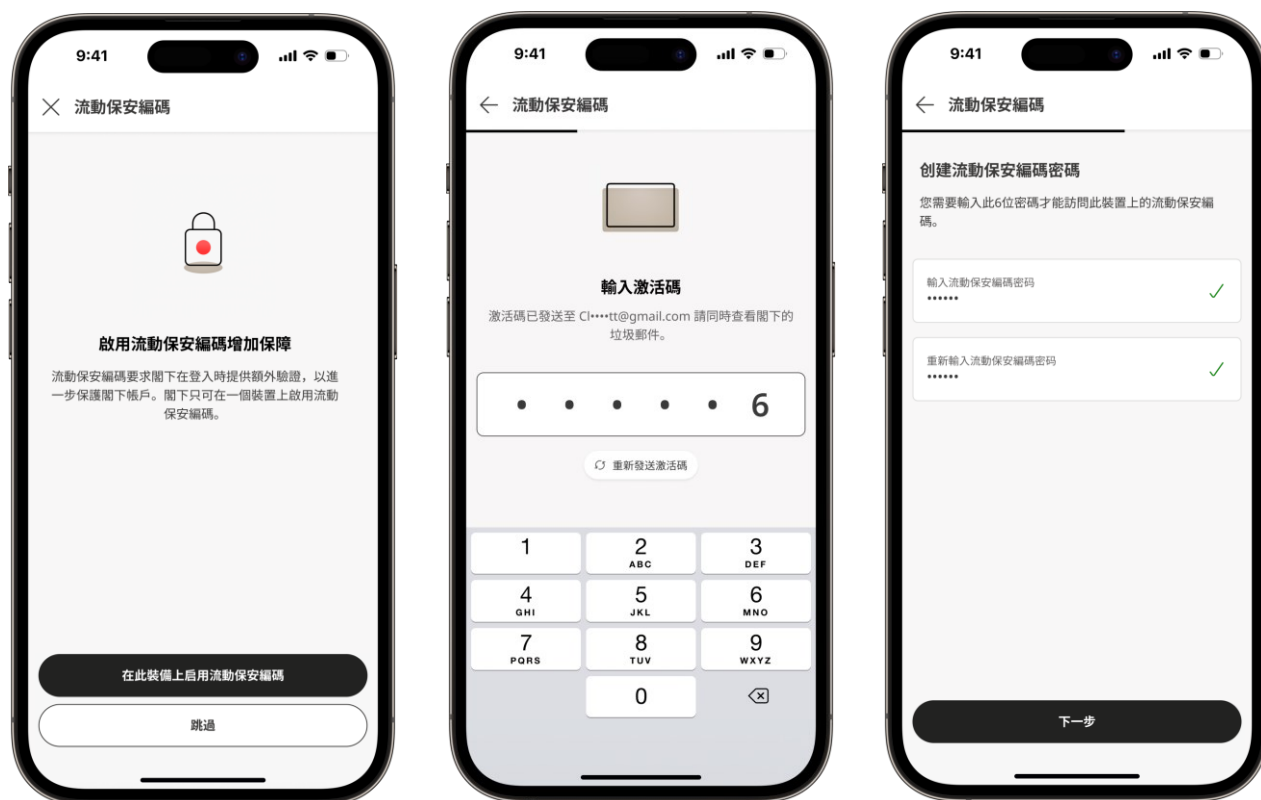 9:41
流動保安編碼
啟用流動保安編碼增加保障
流動保安編碼要求閣下在登入時提供額外驗證，以進
一步保護閣下帳戶。閣下只可在一個裝置上啟用流動
保安編碼。
在此裝備上启用流動保安編碼
跳過
9:41
流動保安編碼
輸入激活碼
激活碼已發送至 Cl••••tt@gmail.com 請同時查看閣下的
垃圾郵件。
• • • • • 6
重新發送激活碼
1 2 3
ABC DEF
4 5 6
GHI JKL MNO
7 8 9
PQRS TUV WXYZ
0
9:41
流動保安編碼
创建流動保安編碼密碼
您需要輸入此6位密碼才能訪問此裝置上的流動保安編
碼。
輸入流動保安編碼密码
••••••
重新輸入流動保安編碼密码
••••••
下一步